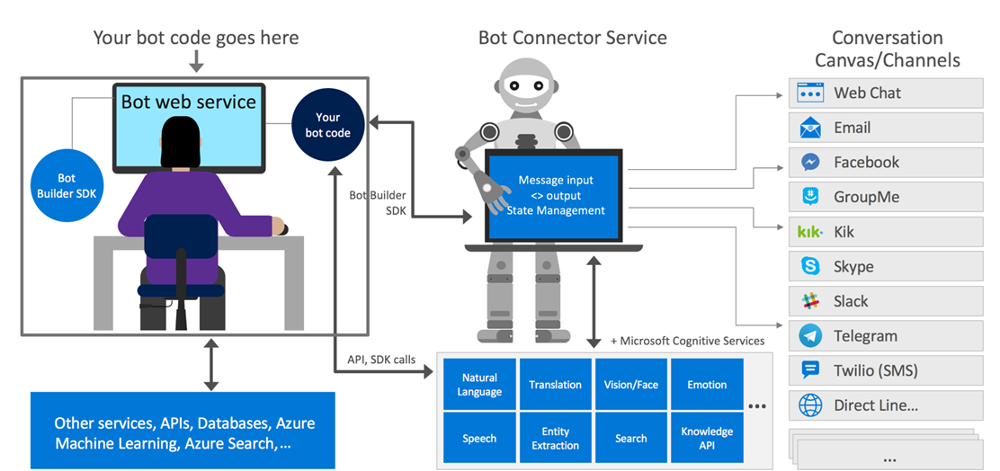 Your bot code goes here
Bot web service
Your
bot code
Bot
Builder SDK
Bot Builder
SDK
API, SDK calls
Other services, APIs, Databases, Azure
Machine Learning, Azure Search,...
Bot Connector Service
Message input
<> output
State Management
+ Microsoft Cognitive Services
Natural
Language
Translation
Vision/Face
Emotion
Speech
Entity
Extraction
Search
Knowledge
API
...
Conversation
Canvas/Channels
Web Chat
Email
Facebook
GroupMe
kik.
Kik
Skype
Slack
Telegram
Twilio (SMS)
Direct Line...
...